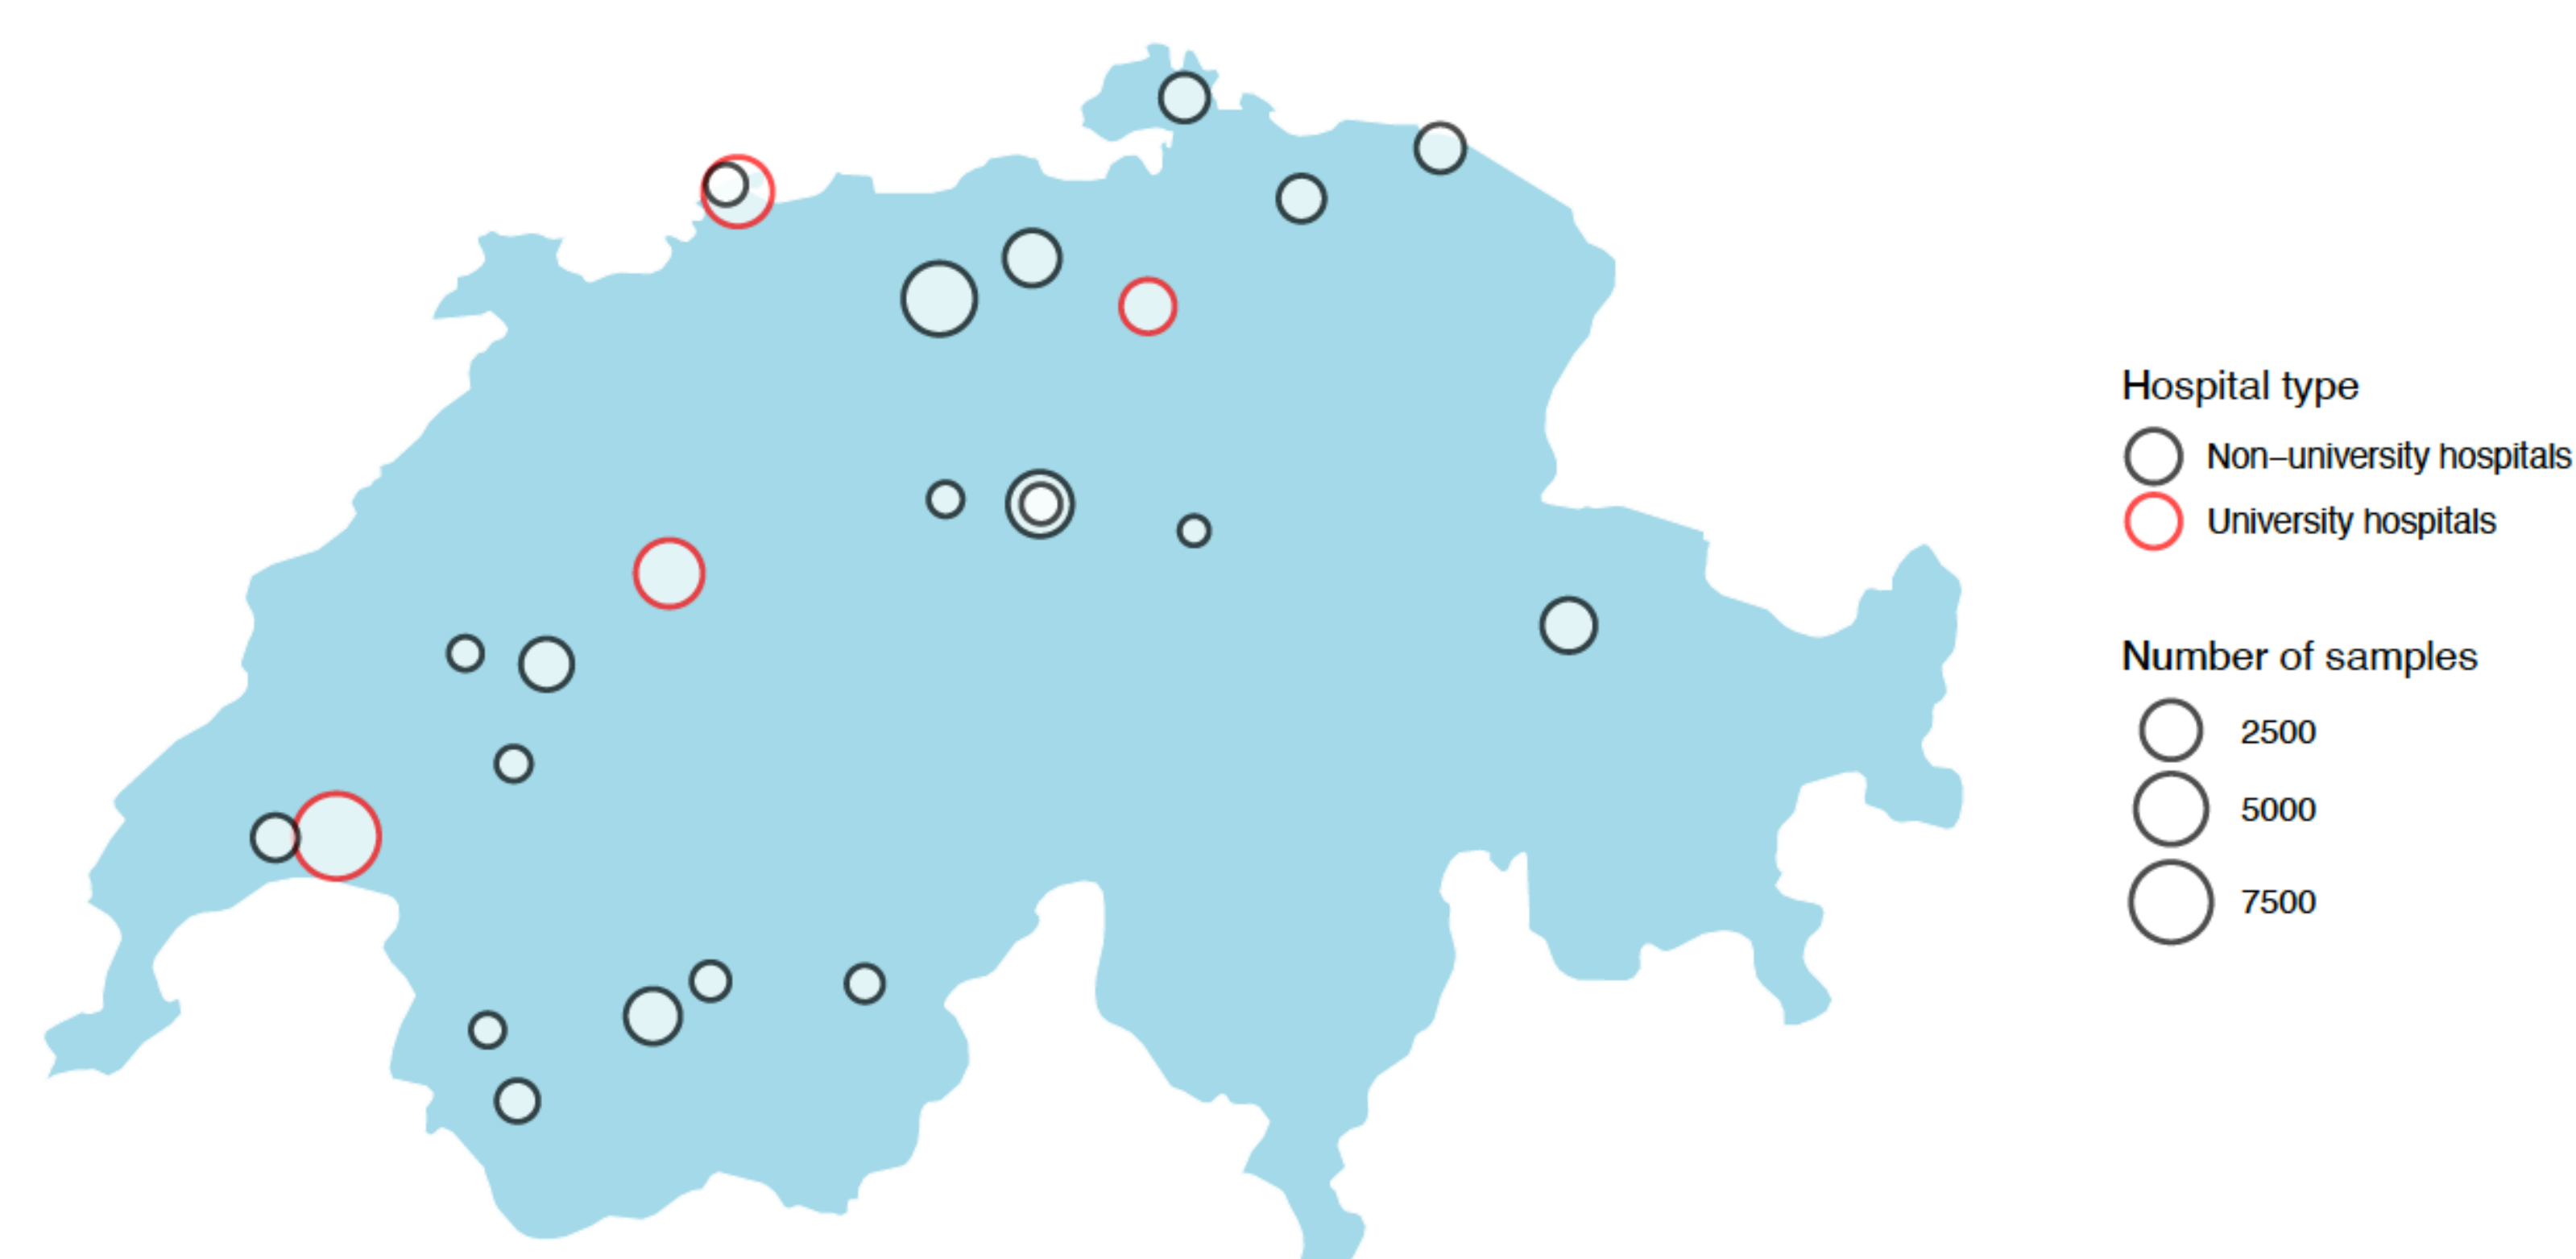 Hospital type
Non–university hospitals
University hospitals
Number of samples
2500
5000
7500